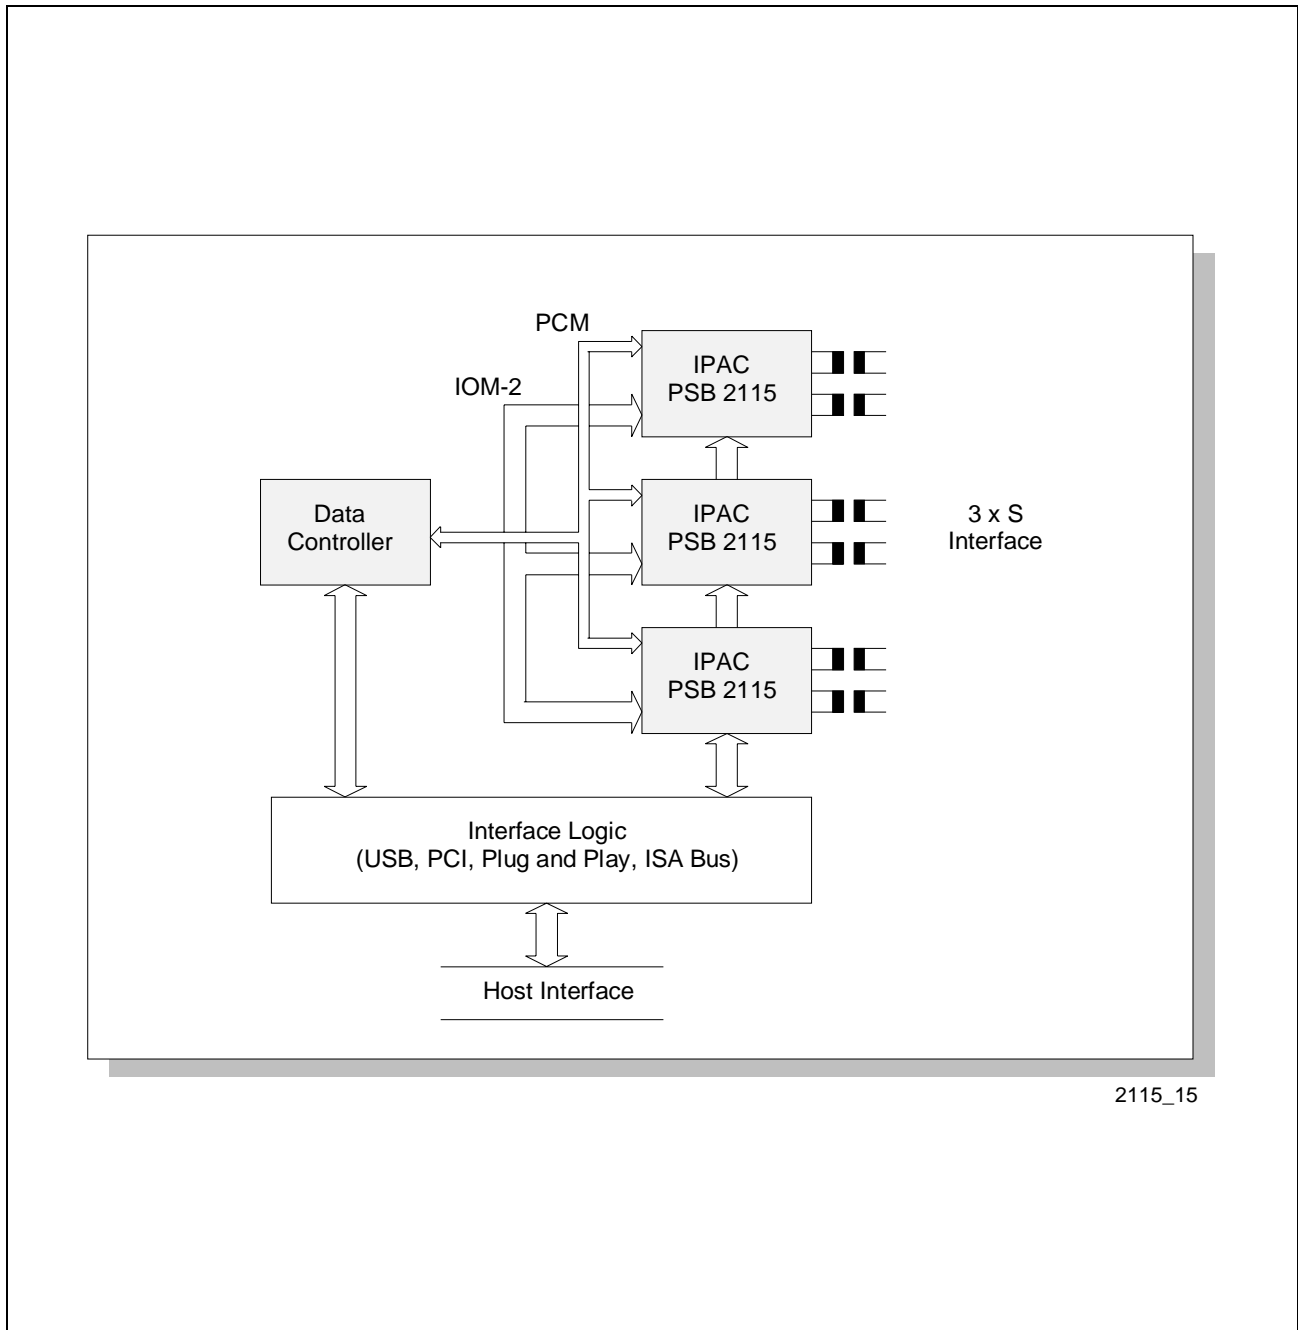 PCM
IPAC
PSB 2115
IOM-2
Data
Controller
IPAC
PSB 2115
3 x S
Interface
IPAC
PSB 2115
Interface Logic
(USB, PCI, Plug and Play, ISA Bus)
Host Interface
2115_15